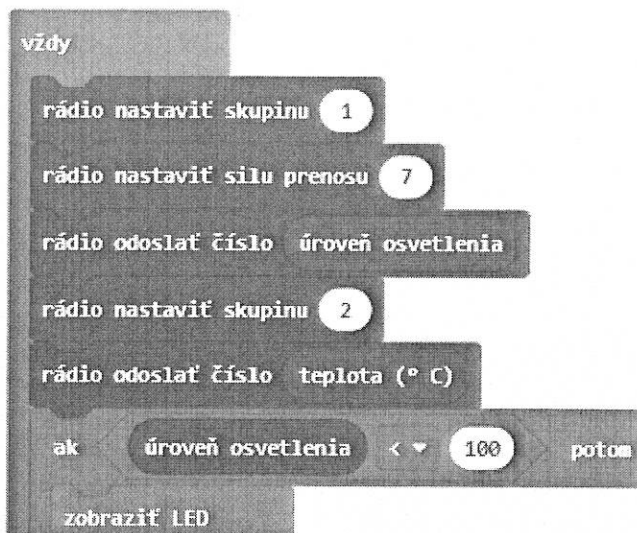 vždy
rádio nastaviť skupinu 1
rádio nastaviť silu prenosu 7
rádio odoslať číslo úroveň osvetlenia
rádio nastaviť skupinu 2
rádio odoslať číslo teplota (° C)
ak úroveň osvetlenia < 100 potom
zobraziť LED